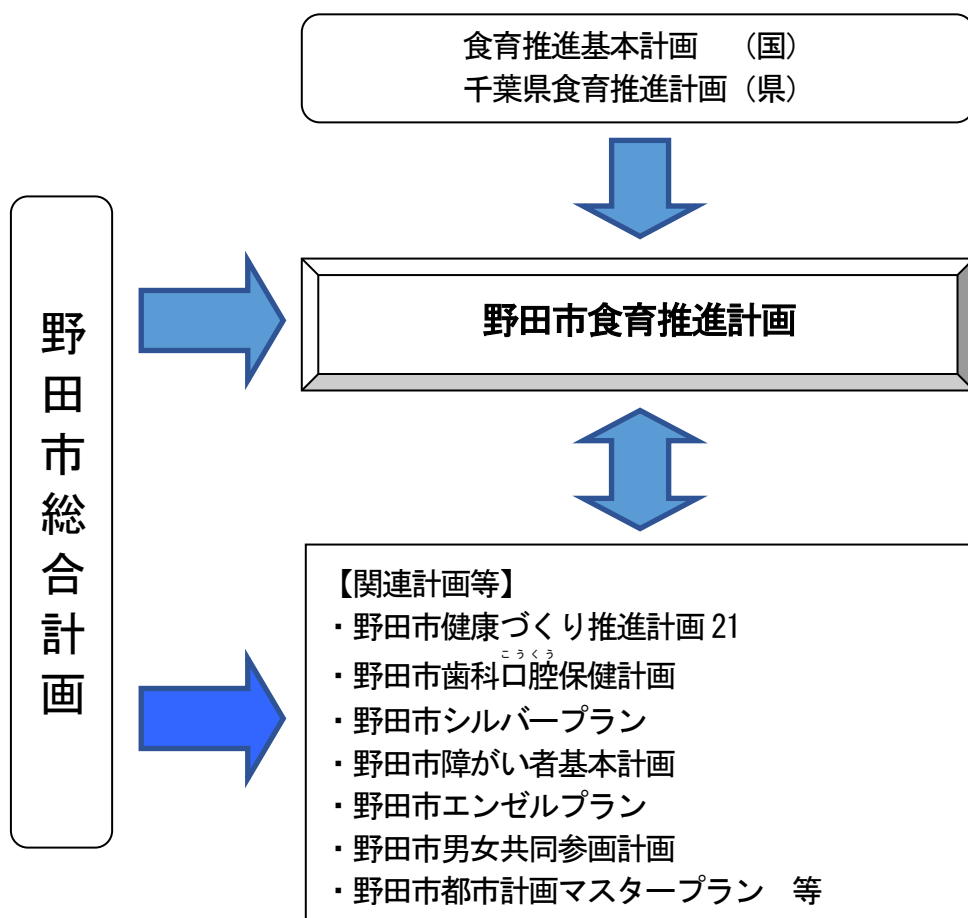 食育推進基本計画　（国）
千葉県食育推進計画（県）
野田市総合計画
野田市食育推進計画
【関連計画等】
・野田市健康づくり推進計画 21
こうくう
・野田市歯科口腔保健計画
・野田市シルバープラン
・野田市障がい者基本計画
・野田市エンゼルプラン
・野田市男女共同参画計画
・野田市都市計画マスタープラン　等